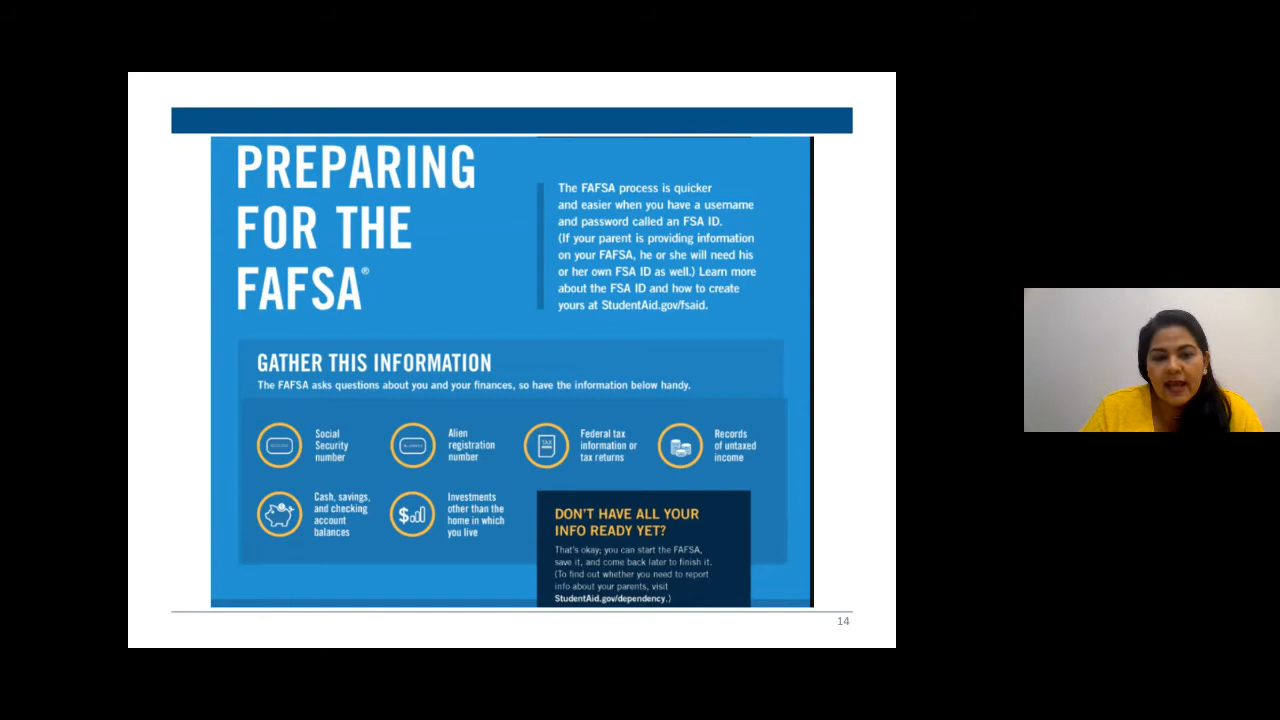 PREPARING
FOR THE
FAFSA®
The FAFSA process is quicker
and easier when you have a username
and password called an FSA ID.
(If your parent is providing information
on your FAFSA, he or she will need his
or her own FSA ID as well.) Learn more
about the FSA ID and how to create
yours at StudentAid.gov/fsaid.
GATHER THIS INFORMATION
The FAFSA asks questions about you and your finances, so have the information below handy.
Social
Security
number
Alien
registration
number
TAX
Federal tax
information or
tax returns
Records
of untaxed
income
Cash, savings,
and checking
account
balances
$
Investments
other than the
home in which
you live
DON'T HAVE ALL YOUR
INFO READY YET?
That's okay; you can start the FAFSA,
save it, and come back later to finish it.
(To find out whether you need to report
info about your parents, visit
StudentAid.gov/dependency.)
14